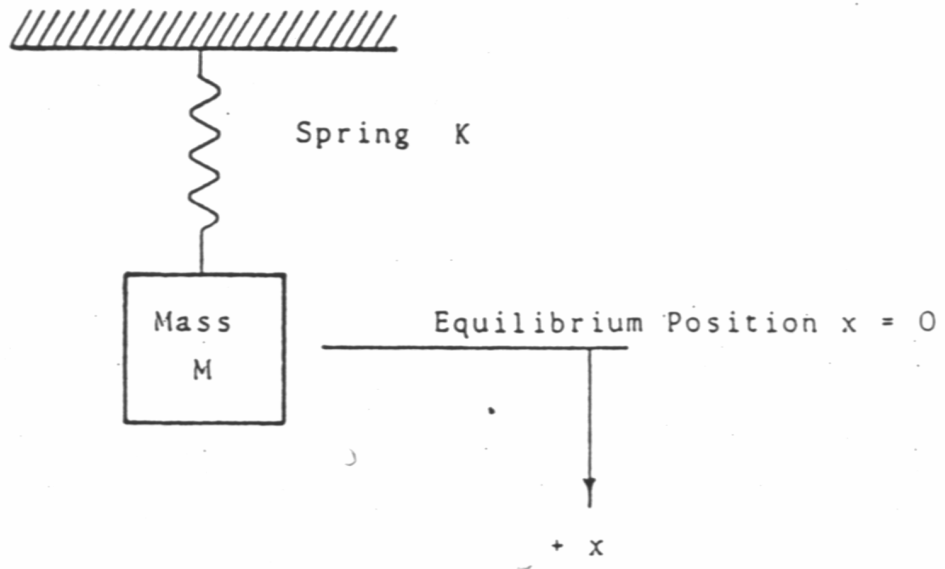 Spring K
Mass
M
Equilibrium Position x = 0
+ x